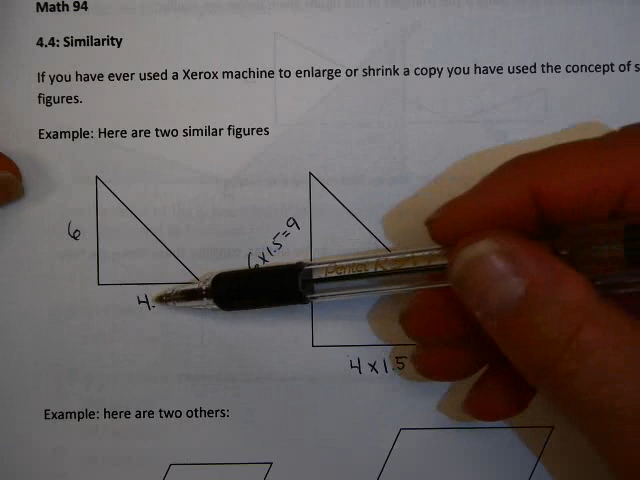 Math 94
4.4: Similarity
If you have ever used a Xerox machine to enlarge or shrink a copy you have used the concept of s
figures.
Example: Here are two similar figures
6
6x1.5=9
Pentel
4.
4 x 1.5
Example: here are two others: